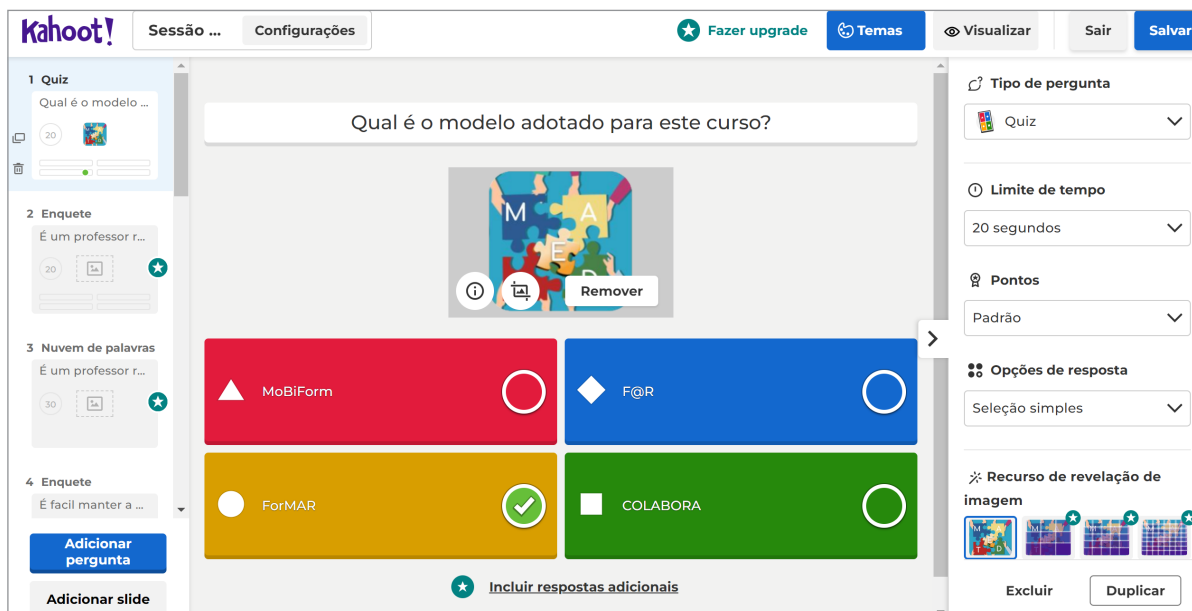 Kahoot!
Sessão ...
Configurações
Fazer upgrade
Temas
Visualizar
Sair
Salvar
1 Quiz
Qual é o modelo ...
20
2 Enquete
É um professor r...
20
3 Nuvem de palavras
É um professor r...
30
4 Enquete
É facil manter a ...
Adicionar
pergunta
Adicionar slide
Qual é o modelo adotado para este curso?
M A
E
D
Remover
MoBiForm
F@R
ForMAR
COLABORA
Incluir respostas adicionais
Tipo de pergunta
Quiz
Limite de tempo
20 segundos
Pontos
Padrão
Opções de resposta
Seleção simples
Recurso de revelação de
imagem
Excluir
Duplicar